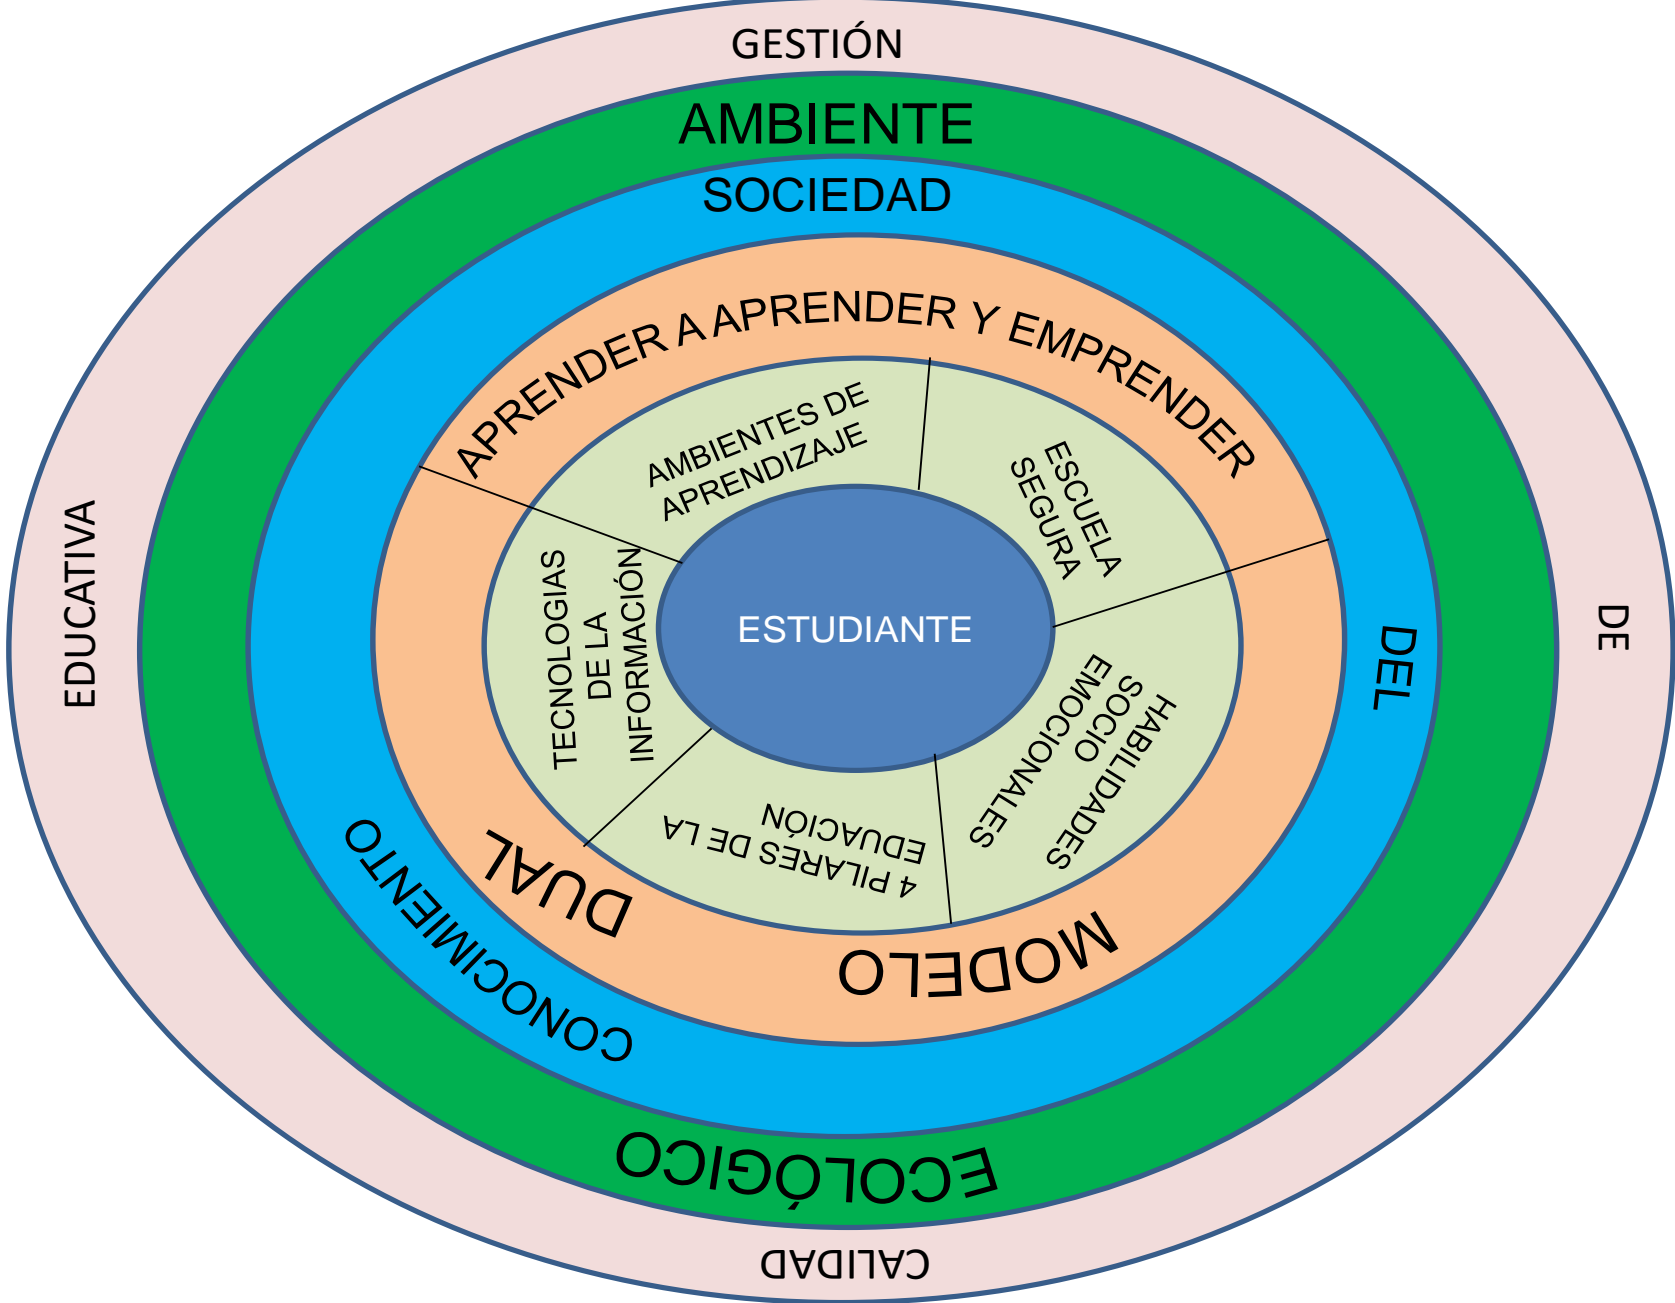 GESTIÓN
DE
CALIDAD
EDUCATIVA
AMBIENTE
ECOLÓGICO
SOCIEDAD
DEL
CONOCIMIENTO
APRENDER A APRENDER Y EMPRENDER
MODELO
DUAL
AMBIENTES DE
APRENDIZAJE
ESCUELA
SEGURA
HABILIDADES
SOCIO
EMOCIONALES
4 PILARES DE LA
EDUACIÓN
TECNOLOGIAS
DE LA
INFORMACIÓN
ESTUDIANTE